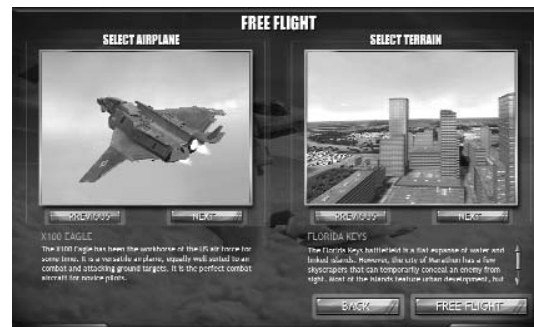 FREE FLIGHT
SELECT AIRPLANE
SELECT TERRAIN
PREVIOUS
NEXT
PREVIOUS
NEXT
X100 EAGLE
The X100 Eagle has been the workhorse of the US air force for
some time. It is a versatile airplane, equally well suited to air
combat and attacking ground targets. It is the perfect combat
aircraft for novice pilots.
FLORIDA KEYS
The Florida Keys battlefield is a flat expanse of water and
linked islands. However, the city of Marathon has a few
skyscrapers that can temporarily conceal an enemy from
sight. Most of the islands feature urban development, but
BACK
FREE FLIGHT